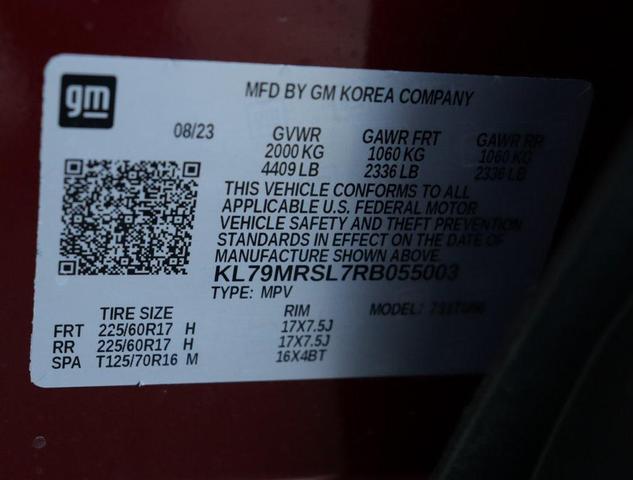 gm
MFD BY GM KOREA COMPANY
08/23 GVWR GAWR FRT GAWR RR
2000 KG 1060 KG 1060 KG
4409 LB 2336 LB 2336 LB
THIS VEHICLE CONFORMS TO ALL
APPLICABLE U.S. FEDERAL MOTOR
VEHICLE SAFETY AND THEFT PREVENTION
STANDARDS IN EFFECT ON THE DATE OF
MANUFACTURE SHOWN ABOVE.
KL79MRSL7RB055003
TYPE: MPV MODEL:
TIRE SIZE RIM
FRT 225/60R17 H 17X7.5J
RR 225/60R17 H 17X7.5J
SPA T125/70R16 M 16X4BT